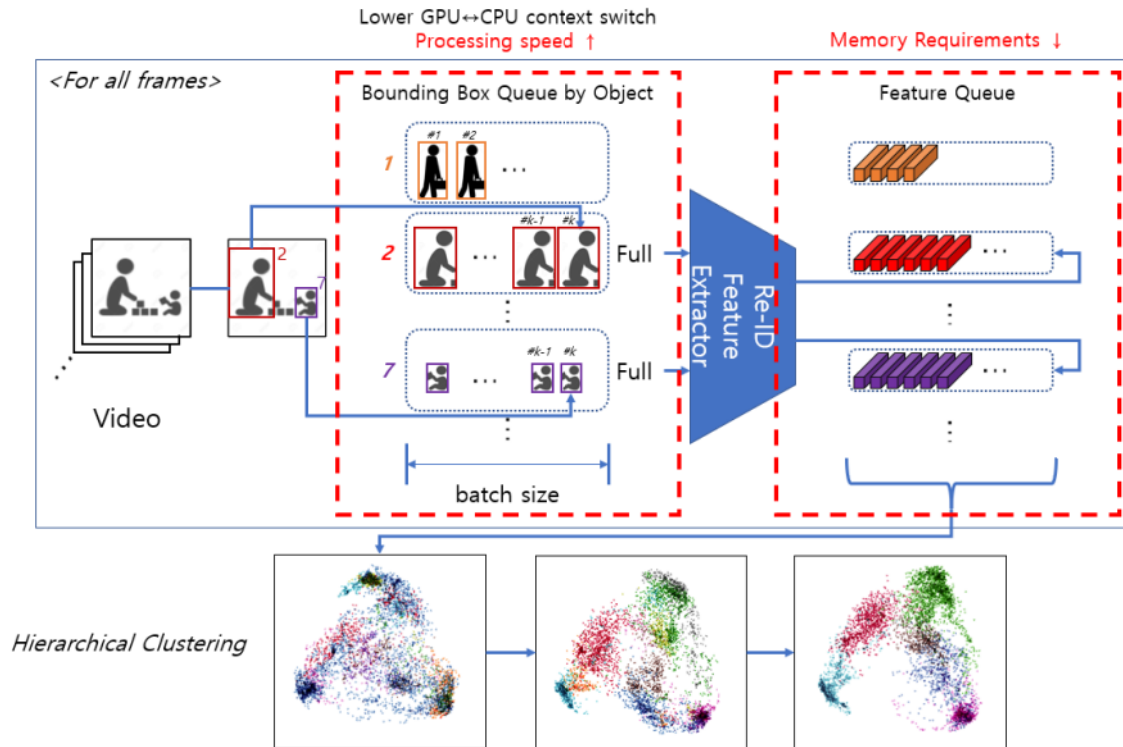 Lower GPU↔CPU context switch
Processing speed ↑
Memory Requirements ↓
<For all frames>
Bounding Box Queue by Object
Feature Queue
#1 #2
1 ...
#k-1 #k
2 ... Full ...
2
7
Re-ID
Feature
Extractor
#k-1 #k
7 ... Full ...
Video
batch size
Hierarchical Clustering